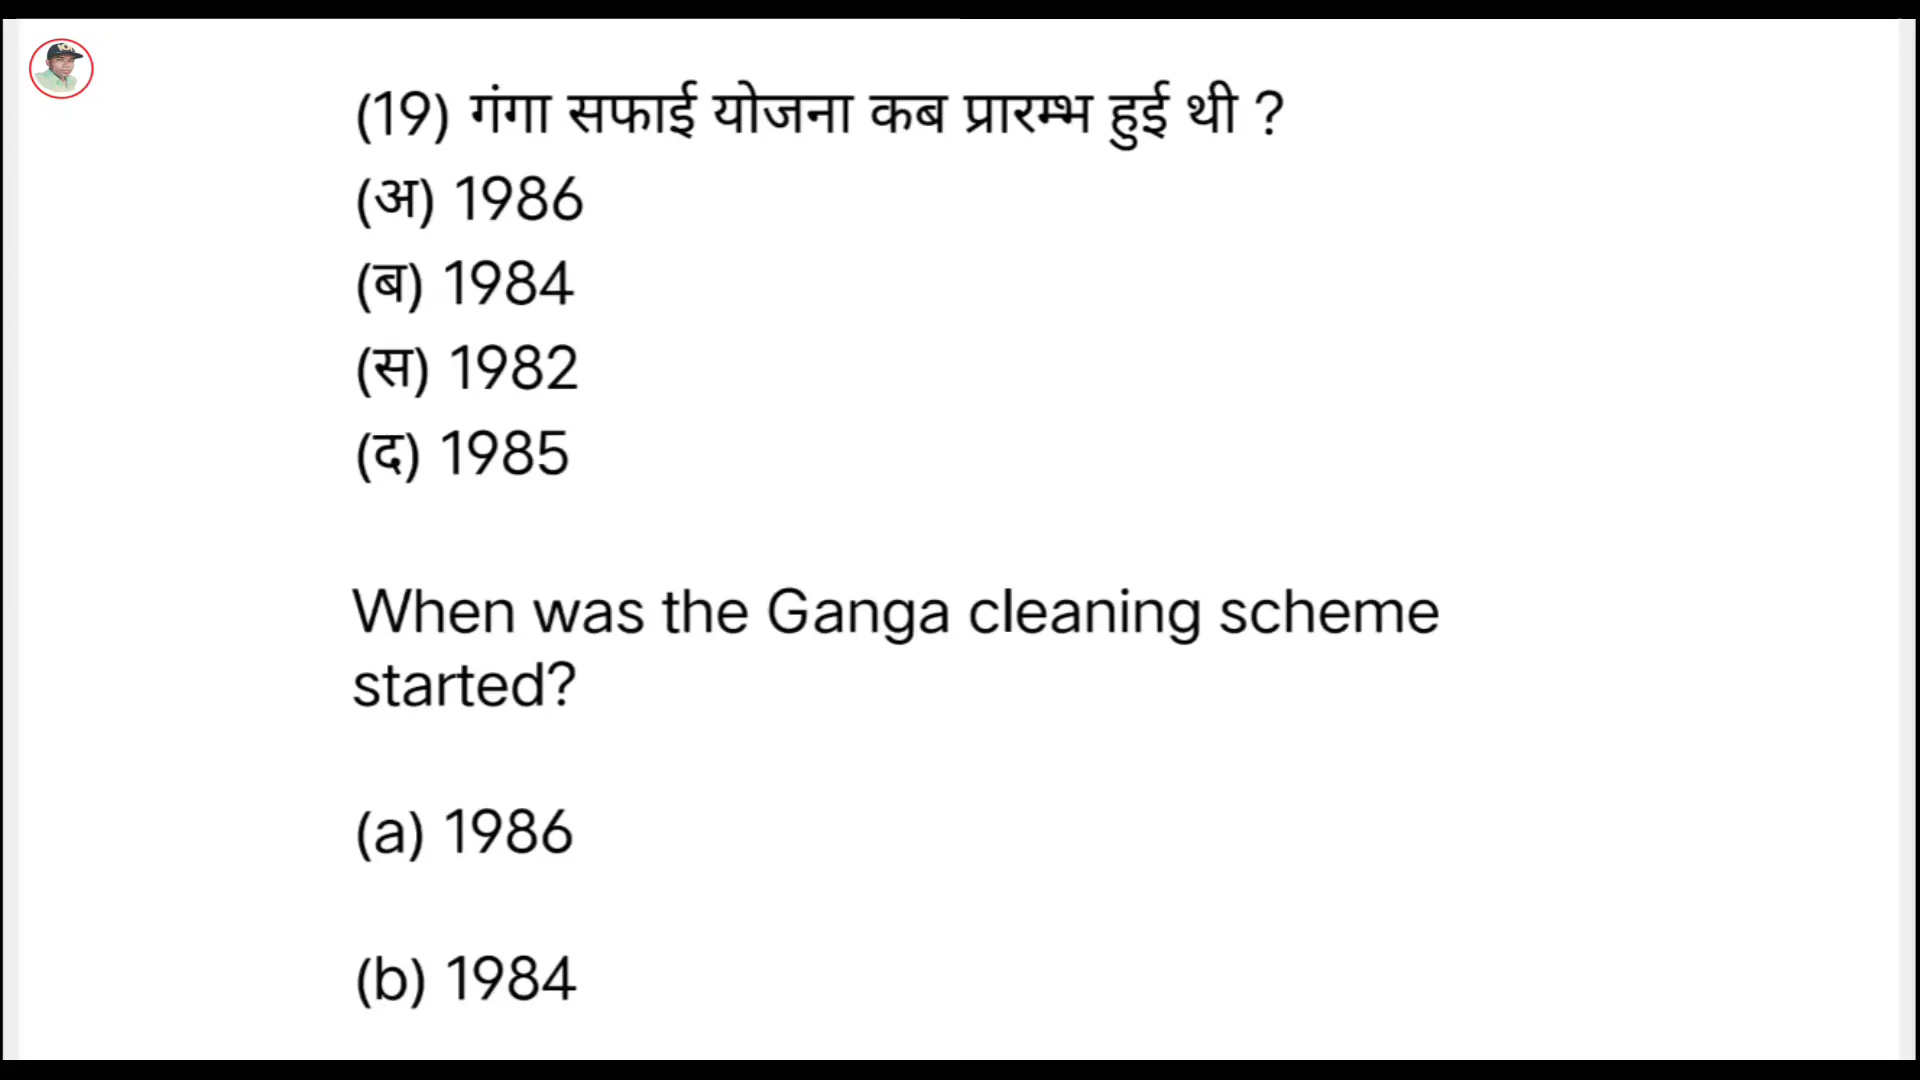 (19) गंगा सफाई योजना कब प्रारम्भ हुई थी ?
(अ) 1986
(ब) 1984
(स) 1982
(द) 1985
When was the Ganga cleaning scheme
started?
(a) 1986
(b) 1984